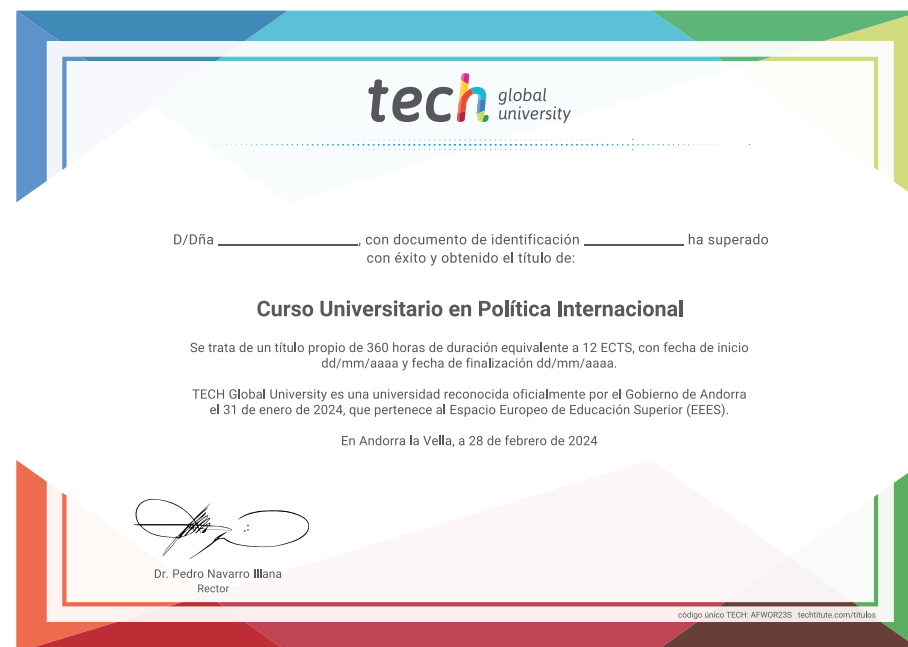 tech global university
D/Dña ____________, con documento de identificación ____________ ha superado
con éxito y obtenido el título de:
Curso Universitario en Política Internacional
Se trata de un título propio de 360 horas de duración equivalente a 12 ECTS, con fecha de inicio
dd/mm/aaaa y fecha de finalización dd/mm/aaaa.
TECH Global University es una universidad reconocida oficialmente por el Gobierno de Andorra
el 31 de enero de 2024, que pertenece al Espacio Europeo de Educación Superior (EEES).
En Andorra la Vella, a 28 de febrero de 2024
Dr. Pedro Navarro Illana
Rector
código único TECH: AFWOR23S techtitute.com/titulos